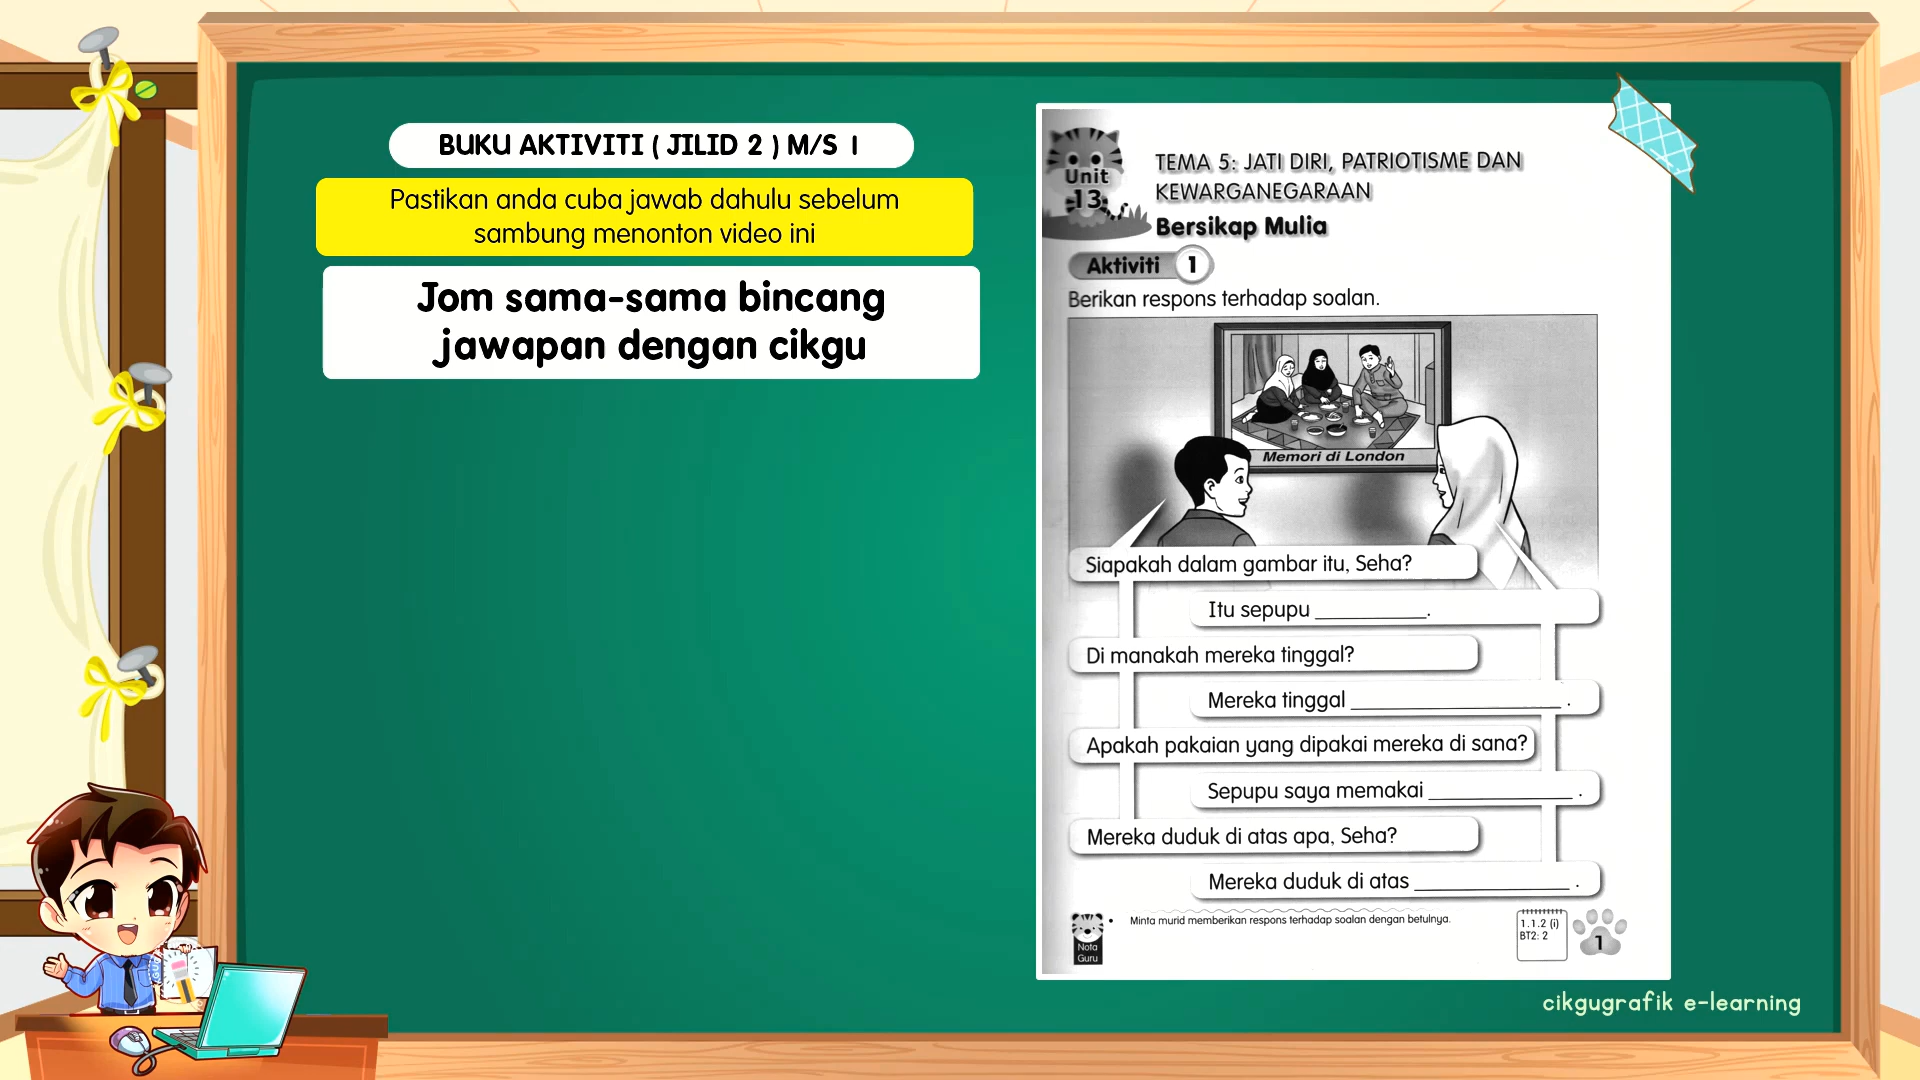 BUKU AKTIVITI ( JILID 2 ) M/S 1
Pastikan anda cuba jawab dahulu sebelum
sambung menonton video ini
Jom sama-sama bincang
jawapan dengan cikgu
Unit
13
TEMA 5: JATI DIRI, PATRIOTISME DAN
KEWARGANEGARAAN
Bersikap Mulia
Aktiviti 1
Berikan respons terhadap soalan.
Memori di London
Siapakah dalam gambar itu, Seha?
Itu sepupu __________.
Di manakah mereka tinggal?
Mereka tinggal ___________________ .
Apakah pakaian yang dipakai mereka di sana?
Sepupu saya memakai _____________ .
Mereka duduk di atas apa, Seha?
Mereka duduk di atas ______________ .
Nota
Guru
• Minta murid memberikan respons terhadap soalan dengan betulnya.
1.1.2 (i)
BT2: 2
1
cikgugrafik e-learning